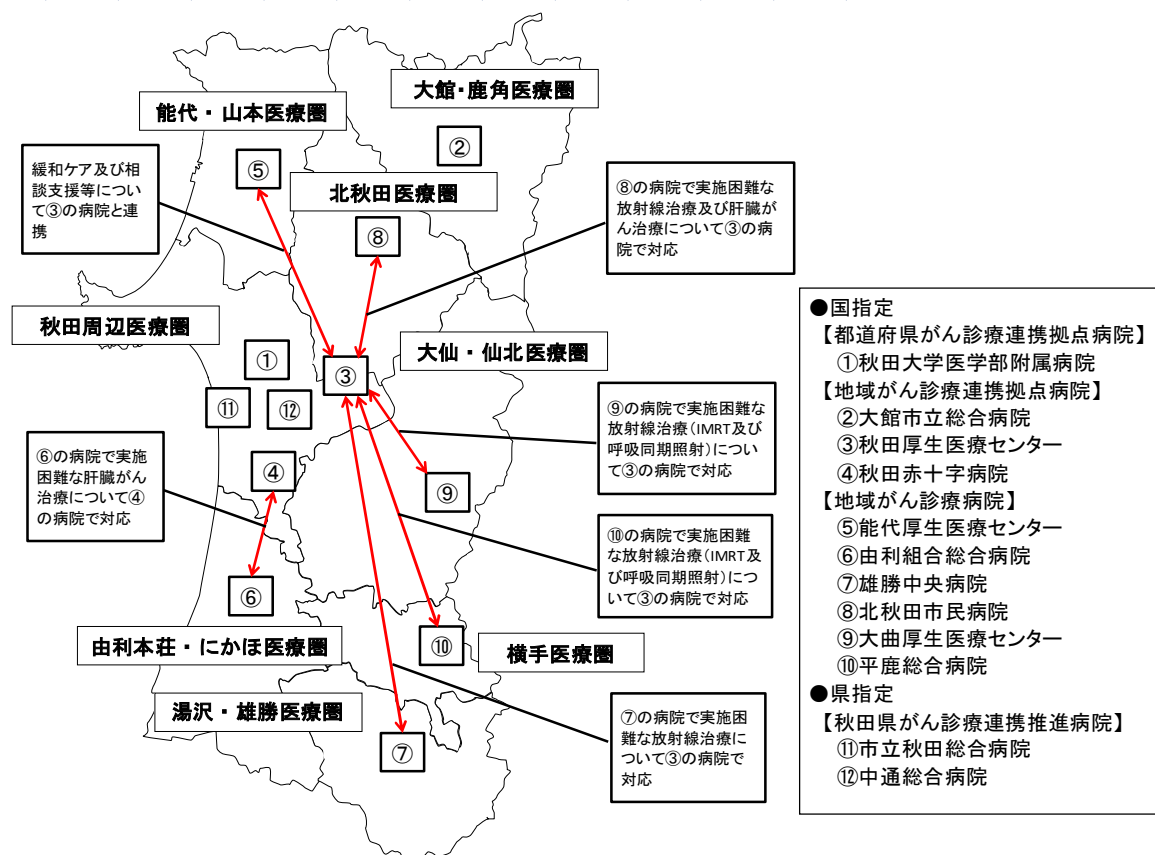 大館・鹿角医療圏
能代・山本医療圏
②
緩和ケア及び相
談支援等につい
て③の病院と連
携
⑤
北秋田医療圏
⑧
⑧の病院で実施困難な
放射線治療及び肝臓が
ん治療について③の病
院で対応
秋田周辺医療圏
①
③
大仙・仙北医療圏
⑪
⑫
⑨の病院で実施困難な
放射線治療(IMRT及び
呼吸同期照射)につい
て③の病院で対応
⑥の病院で実施
困難な肝臓がん
治療について④
の病院で対応
④
⑨
⑩の病院で実施困難
な放射線治療(IMRT及
び呼吸同期照射)につ
いて③の病院で対応
⑥
由利本荘・にかほ医療圏
⑩
横手医療圏
湯沢・雄勝医療圏
⑦
⑦の病院で実施困
難な放射線治療に
ついて③の病院で
対応
●国指定
【都道府県がん診療連携拠点病院】
①秋田大学医学部附属病院
【地域がん診療連携拠点病院】
②大館市立総合病院
③秋田厚生医療センター
④秋田赤十字病院
【地域がん診療病院】
⑤能代厚生医療センター
⑥由利組合総合病院
⑦雄勝中央病院
⑧北秋田市民病院
⑨大曲厚生医療センター
⑩平鹿総合病院
●県指定
【秋田県がん診療連携推進病院】
⑪市立秋田総合病院
⑫中通総合病院